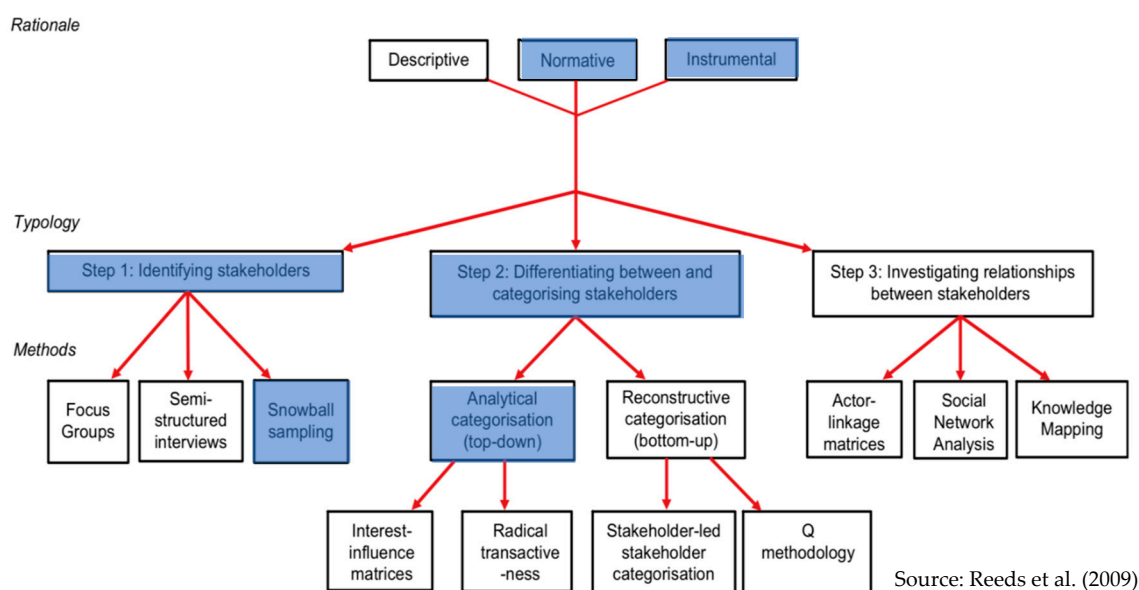 Rationale
Descriptive
Normative
Instrumental
Typology
Step 1: Identifying stakeholders
Step 2: Differentiating between and
categorising stakeholders
Step 3: Investigating relationships
between stakeholders
Methods
Focus
Groups
Semi-
structured
interviews
Snowball
sampling
Analytical
categorisation
(top-down)
Reconstructive
categorisation
(bottom-up)
Actor-
linkage
matrices
Social
Network
Analysis
Knowledge
Mapping
Interest-
influence
matrices
Radical
transactive
-ness
Stakeholder-led
stakeholder
categorisation
Q
methodology
Source: Reeds et al. (2009)